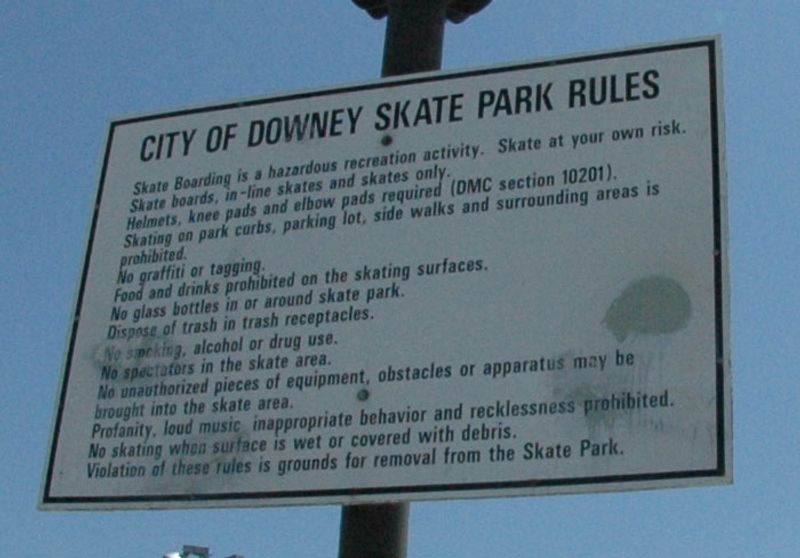 CITY OF DOWNEY SKATE PARK RULES
Skate Boarding is a hazardous recreation activity. Skate at your own risk.
Skate boards, in-line skates and skates only.
Helmets, knee pads and elbow pads required (DMC section 10201).
Skating on park curbs, parking lot, side walks and surrounding areas is
prohibited.
No graffiti or tagging.
Food and drinks prohibited on the skating surfaces.
No glass bottles in or around skate park.
Dispose of trash in trash receptacles.
No smoking, alcohol or drug use.
No spectators in the skate area.
No unauthorized pieces of equipment, obstacles or apparatus may be
brought into the skate area.
Profanity, loud music, inappropriate behavior and recklessness prohibited.
No skating when surface is wet or covered with debris.
Violation of these rules is grounds for removal from the Skate Park.